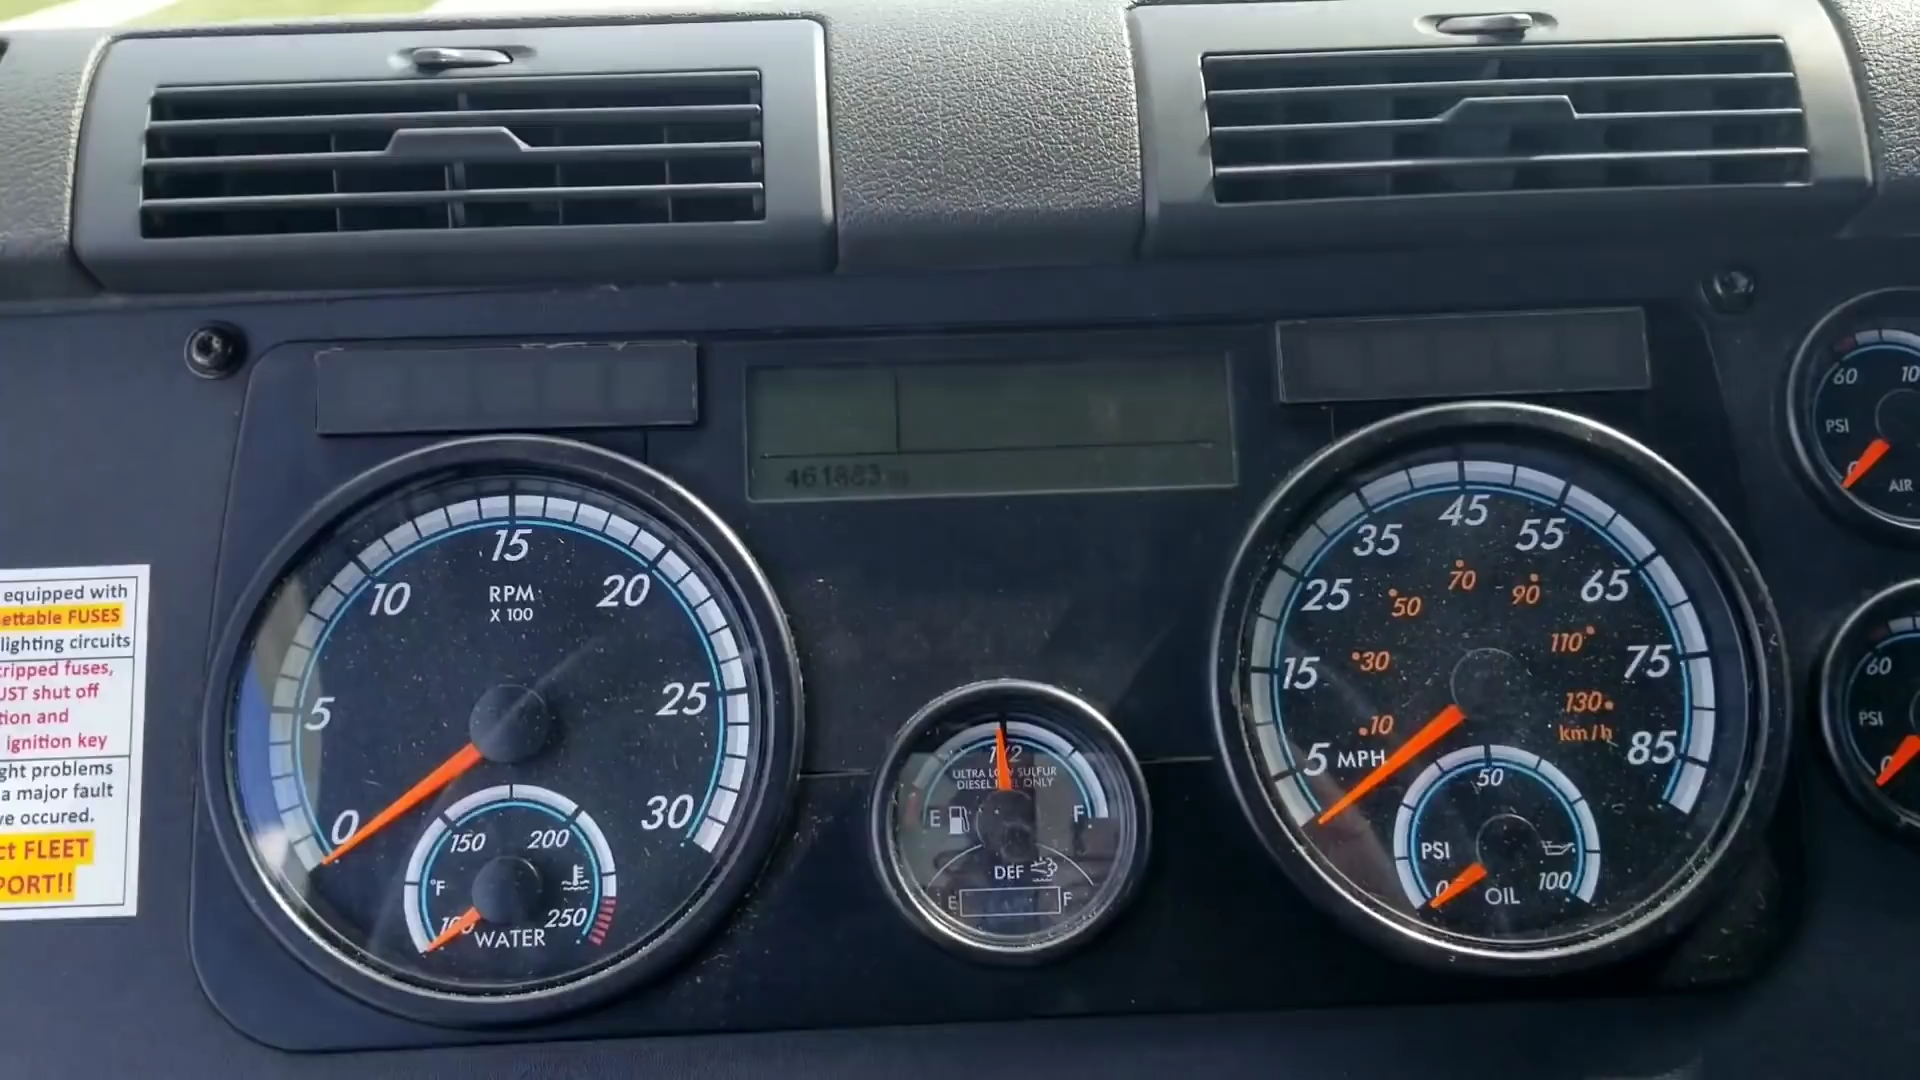 equipped with
ettable FUSES
lighting circuits
ripped fuses,
UST shut off
tion and
ignition key
ght problems
a major fault
ve occured.
ct FLEET
PORT!!
461883
0
5
10
15
20
25
30
RPM
X 100
150
200
°F
100
250
WATER
1/2
ULTRA LOW SULFUR
DIESEL FUEL ONLY
E
F
DEF
E
F
5
15
25
35
45
55
65
75
85
MPH
10
30
50
70
90
110
130
km/h
50
PSI
0
100
OIL
60
10
PSI
0
AIR
60
PSI
0